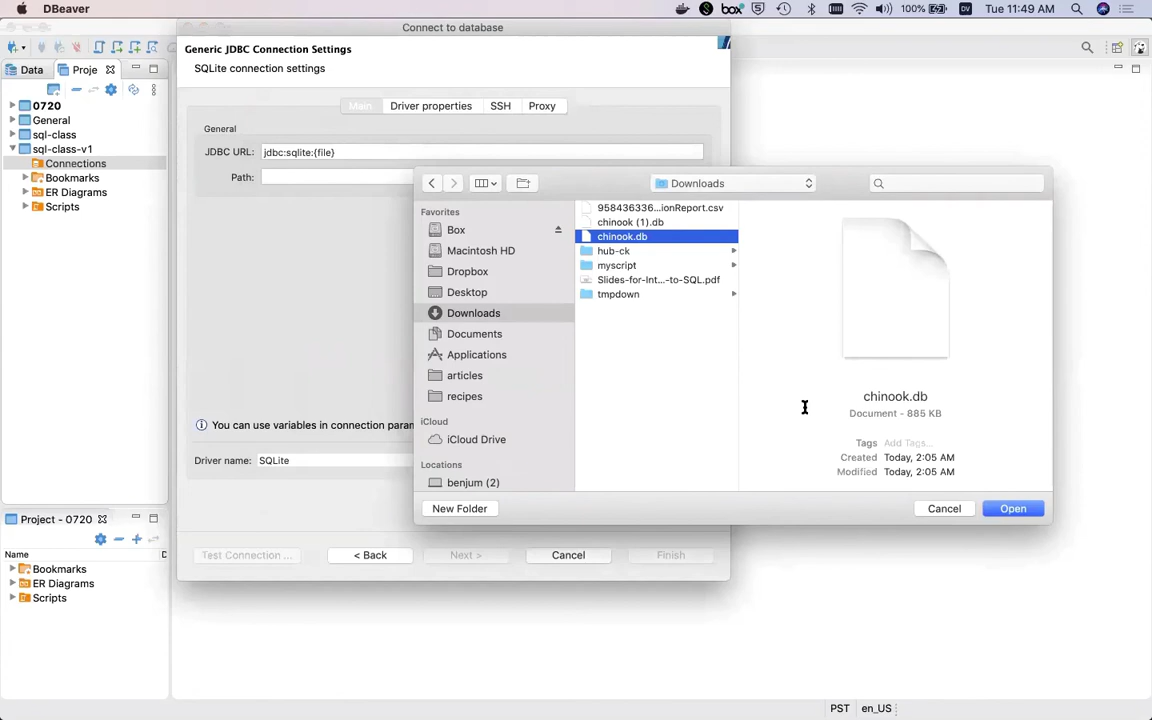 DBeaver
box
100%
DV
Tue 11:49 AM
Connect to database
Generic JDBC Connection Settings
SQLite connection settings
Data
Proje
0720
General
sql-class
sql-class-v1
Connections
Bookmarks
ER Diagrams
Scripts
Main
Driver properties
SSH
Proxy
General
JDBC URL:
jdbc:sqlite:{file}
Path:
You can use variables in connection paran
Driver name:
SQLite
Test Connection ...
< Back
Next >
Cancel
Finish
Downloads
Favorites
Box
Macintosh HD
Dropbox
Desktop
Downloads
Documents
Applications
articles
recipes
iCloud
iCloud Drive
Locations
benjum (2)
958436336...ionReport.csv
chinook (1).db
chinook.db
hub-ck
myscript
Slides-for-Int...-to-SQL.pdf
tmpdown
chinook.db
Document - 885 KB
Tags Add Tags...
Created Today, 2:05 AM
Modified Today, 2:05 AM
New Folder
Cancel
Open
Project - 0720
Name
D
Bookmarks
ER Diagrams
Scripts
PST
en_US